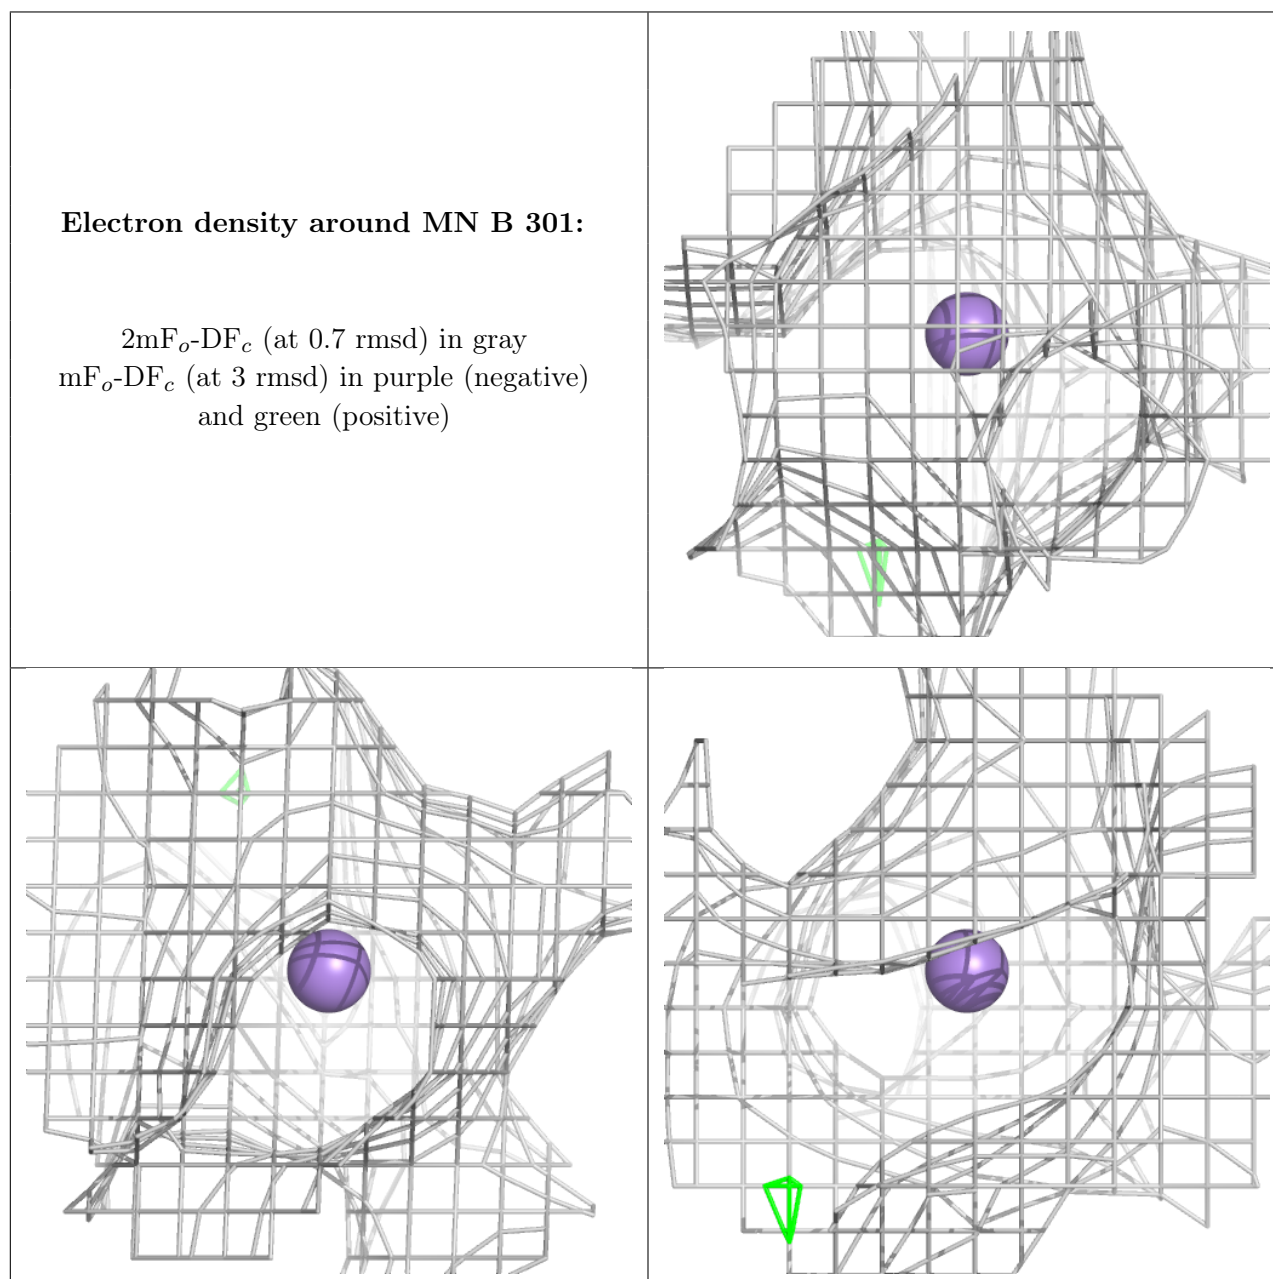 Electron density around MN B 301:
2mFo-DFc (at 0.7 rmsd) in gray
mFo-DFc (at 3 rmsd) in purple (negative)
and green (positive)